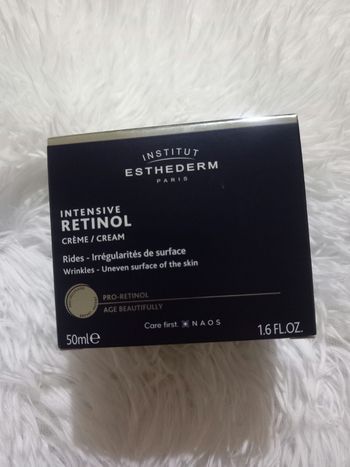 INSTITUT
ESTHEDERM
PARIS
INTENSIVE
RETINOL
CRÈME / CREAM
Rides - Irrégularités de surface
Wrinkles - Uneven surface of the skin
PRO-RETINOL
AGE BEAUTIFULLY
Care first. NAOS
50ml℮ 1.6 FL.OZ.